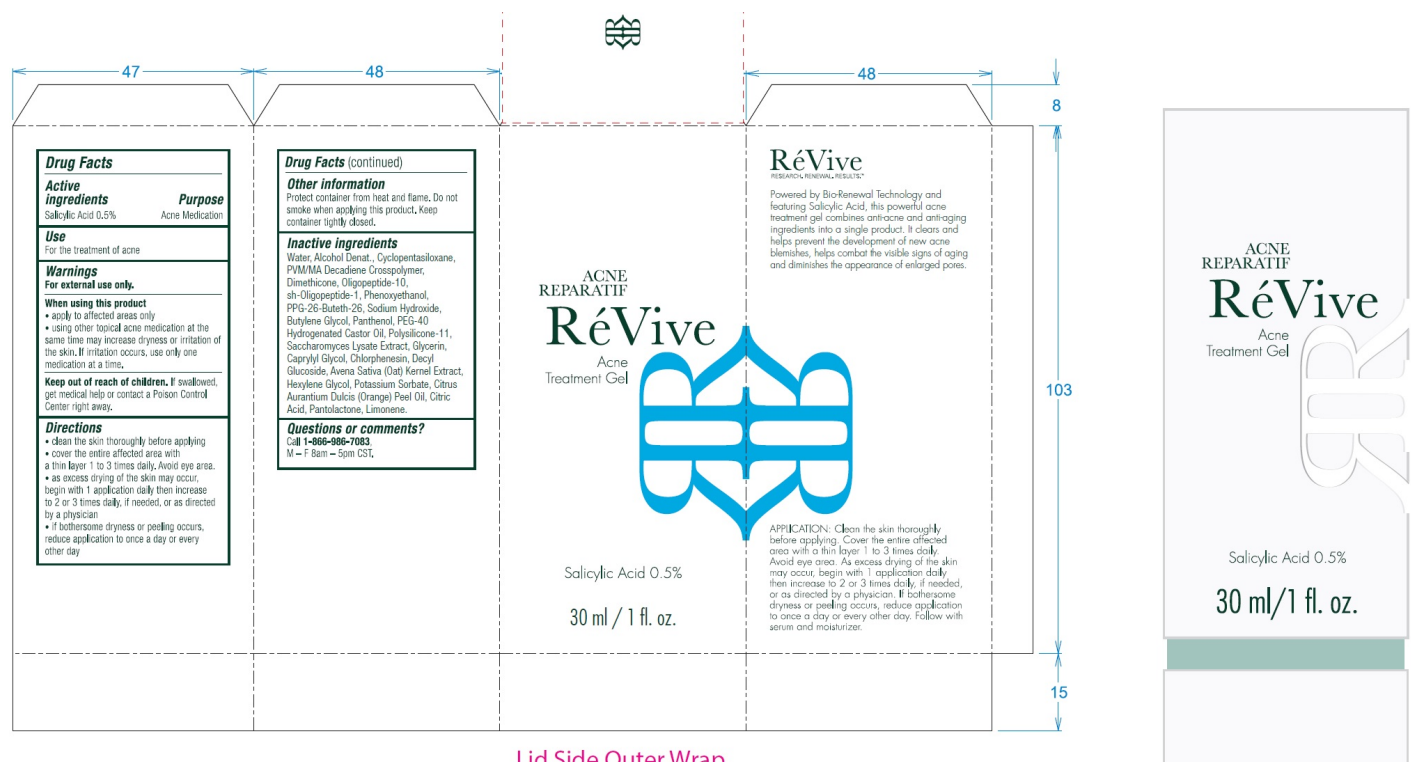 47
48
48
8
103
15
Drug Facts
Active
ingredients Purpose
Salicylic Acid 0.5% Acne Medication
Use
For the treatment of acne
Warnings
For external use only.
When using this product
• apply to affected areas only
• using other topical acne medication at the
same time may increase dryness or irritation of
the skin. If irritation occurs, use only one
medication at a time.
Keep out of reach of children. If swallowed,
get medical help or contact a Poison Control
Center right away.
Directions
• clean the skin thoroughly before applying
• cover the entire affected area with
a thin layer 1 to 3 times daily. Avoid eye area.
• as excess drying of the skin may occur,
begin with 1 application daily then increase
to 2 or 3 times daily, if needed, or as directed
by a physician
• if bothersome dryness or peeling occurs,
reduce application to once a day or every
other day
Drug Facts (continued)
Other information
Protect container from heat and flame. Do not
smoke when applying this product. Keep
container tightly closed.
Inactive ingredients
Water, Alcohol Denat., Cyclopentasiloxane,
PVM/MA Decadiene Crosspolymer,
Dimethicone, Oligopeptide-10,
sh-Oligopeptide-1, Phenoxyethanol,
PPG-26-Buteth-26, Sodium Hydroxide,
Butylene Glycol, Panthenol, PEG-40
Hydrogenated Castor Oil, Polysilicone-11,
Saccharomyces Lysate Extract, Glycerin,
Caprylyl Glycol, Chlorphenesin, Decyl
Glucoside, Avena Sativa (Oat) Kernel Extract,
Hexylene Glycol, Potassium Sorbate, Citrus
Aurantium Dulcis (Orange) Peel Oil, Citric
Acid, Pantolactone, Limonene.
Questions or comments?
Call 1-866-986-7083,
M – F 8am – 5pm CST.
ACNE
REPARATIF
RéVive
Acne
Treatment Gel
Salicylic Acid 0.5%
30 ml / 1 fl. oz.
RéVive
RESEARCH. RENEWAL. RESULTS.™
Powered by Bio-Renewal Technology and
featuring Salicylic Acid, this powerful acne
treatment gel combines anti-acne and anti-aging
ingredients into a single product. It clears and
helps prevent the development of new acne
blemishes, helps combat the visible signs of aging
and diminishes the appearance of enlarged pores.
APPLICATION: Clean the skin thoroughly
before applying. Cover the entire affected
area with a thin layer 1 to 3 times daily.
Avoid eye area. As excess drying of the skin
may occur, begin with 1 application daily
then increase to 2 or 3 times daily, if needed,
or as directed by a physician. If bothersome
dryness or peeling occurs, reduce application
to once a day or every other day. Follow with
serum and moisturizer.
Lid Side Outer Wrap
ACNE
REPARATIF
RéVive
Acne
Treatment Gel
Salicylic Acid 0.5%
30 ml/1 fl. oz.